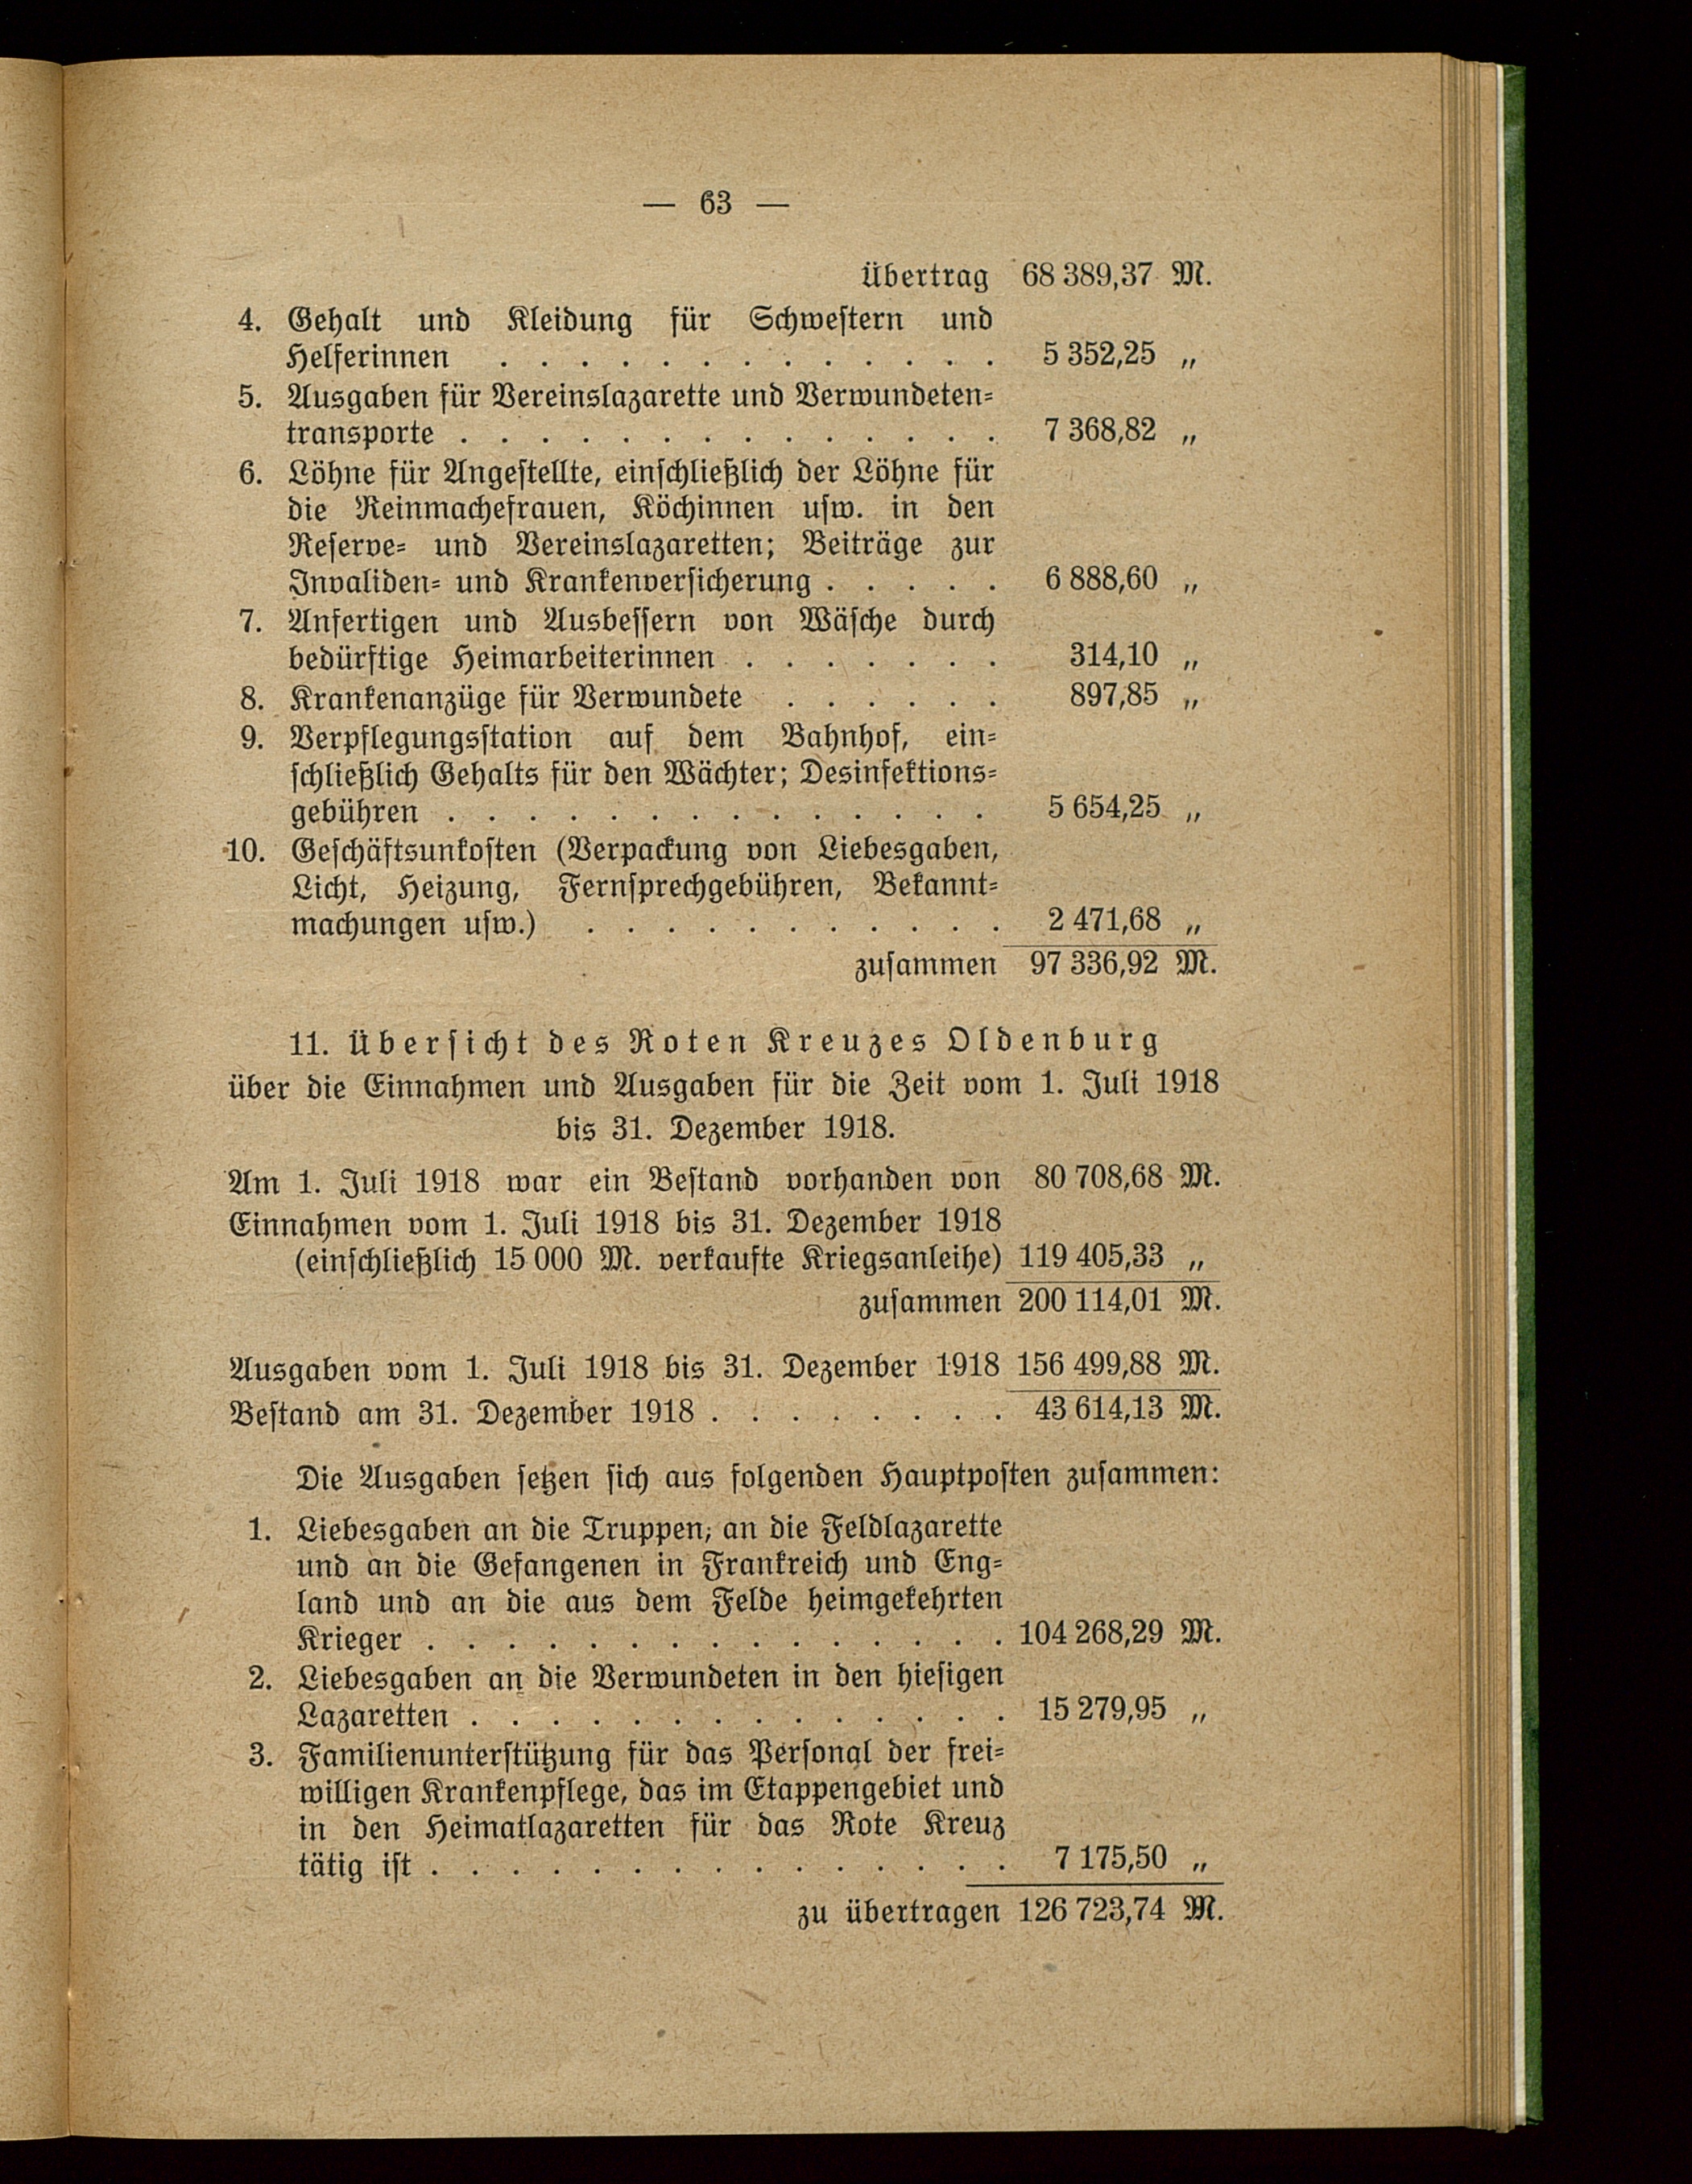 — 63 —
Übertrag 68 389,37 M.
4. Gehalt und Kleidung für Schwestern und
Helferinnen . . . . . . . . . . . . . 5 352,25 „
5. Ausgaben für Vereinslazarette und Verwundeten-
transporte . . . . . . . . . . . . . . 7 368,82 „
6. Löhne für Angestellte, einschließlich der Löhne für
die Reinmachefrauen, Köchinnen usw. in den
Reserve- und Vereinslazaretten; Beiträge zur
Invaliden- und Krankenversicherung . . . . . 6 888,60 „
7. Anfertigen und Ausbessern von Wäsche durch
bedürftige Heimarbeiterinnen . . . . . . . 314,10 „
8. Krankenanzüge für Verwundete . . . . . . 897,85 „
9. Verpflegungsstation auf dem Bahnhof, ein-
schließlich Gehalts für den Wächter; Desinfektions-
gebühren . . . . . . . . . . . . . . 5 654,25 „
10. Geschäftsunkosten (Verpackung von Liebesgaben,
Licht, Heizung, Fernsprechgebühren, Bekannt-
machungen usw.) . . . . . . . . . . . 2 471,68 „
zusammen 97 336,92 M.
11. Übersicht des Roten Kreuzes Oldenburg
über die Einnahmen und Ausgaben für die Zeit vom 1. Juli 1918
bis 31. Dezember 1918.
Am 1. Juli 1918 war ein Bestand vorhanden von 80 708,68 M.
Einnahmen vom 1. Juli 1918 bis 31. Dezember 1918
(einschließlich 15 000 M. verkaufte Kriegsanleihe) 119 405,33 „
zusammen 200 114,01 M.
Ausgaben vom 1. Juli 1918 bis 31. Dezember 1918 156 499,88 M.
Bestand am 31. Dezember 1918 . . . . . . . . 43 614,13 M.
Die Ausgaben setzen sich aus folgenden Hauptposten zusammen:
1. Liebesgaben an die Truppen, an die Feldlazarette
und an die Gefangenen in Frankreich und Eng-
land und an die aus dem Felde heimgekehrten
Krieger . . . . . . . . . . . . . . . 104 268,29 M.
2. Liebesgaben an die Verwundeten in den hiesigen
Lazaretten . . . . . . . . . . . . . . 15 279,95 „
3. Familienunterstützung für das Personal der frei-
willigen Krankenpflege, das im Etappengebiet und
in den Heimatlazaretten für das Rote Kreuz
tätig ist . . . . . . . . . . . . . . . 7 175,50 „
zu übertragen 126 723,74 M.